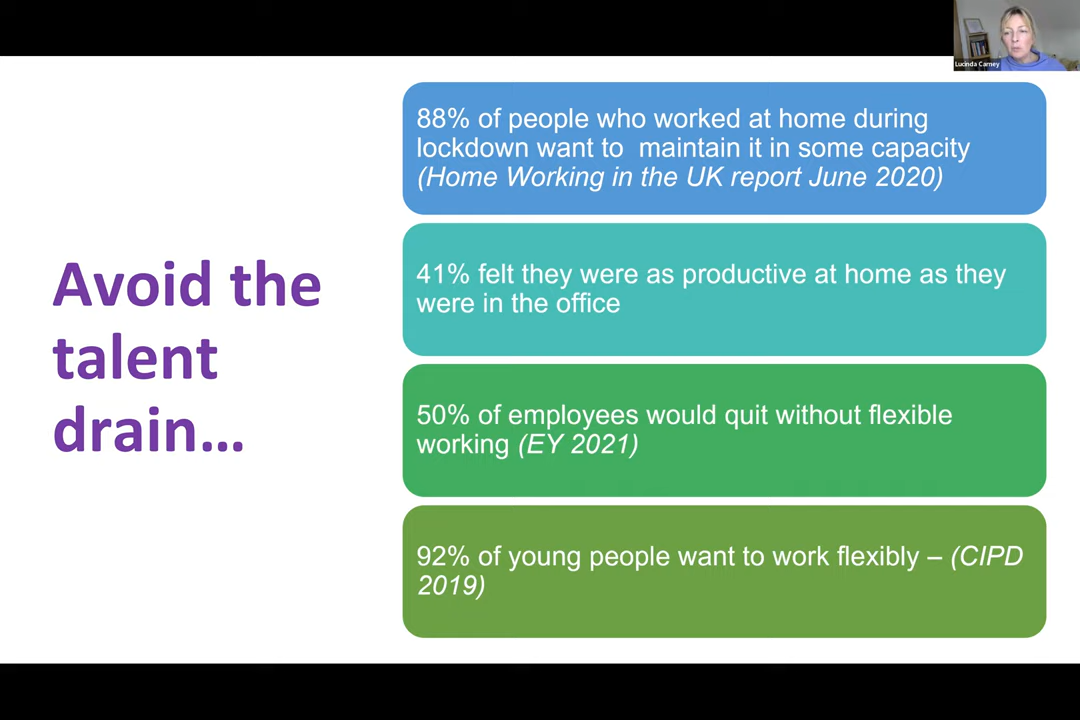 Lucinda Carney
Avoid the
talent
drain...
88% of people who worked at home during
lockdown want to  maintain it in some capacity
(Home Working in the UK report June 2020)
41% felt they were as productive at home as they
were in the office
50% of employees would quit without flexible
working (EY 2021)
92% of young people want to work flexibly – (CIPD
2019)